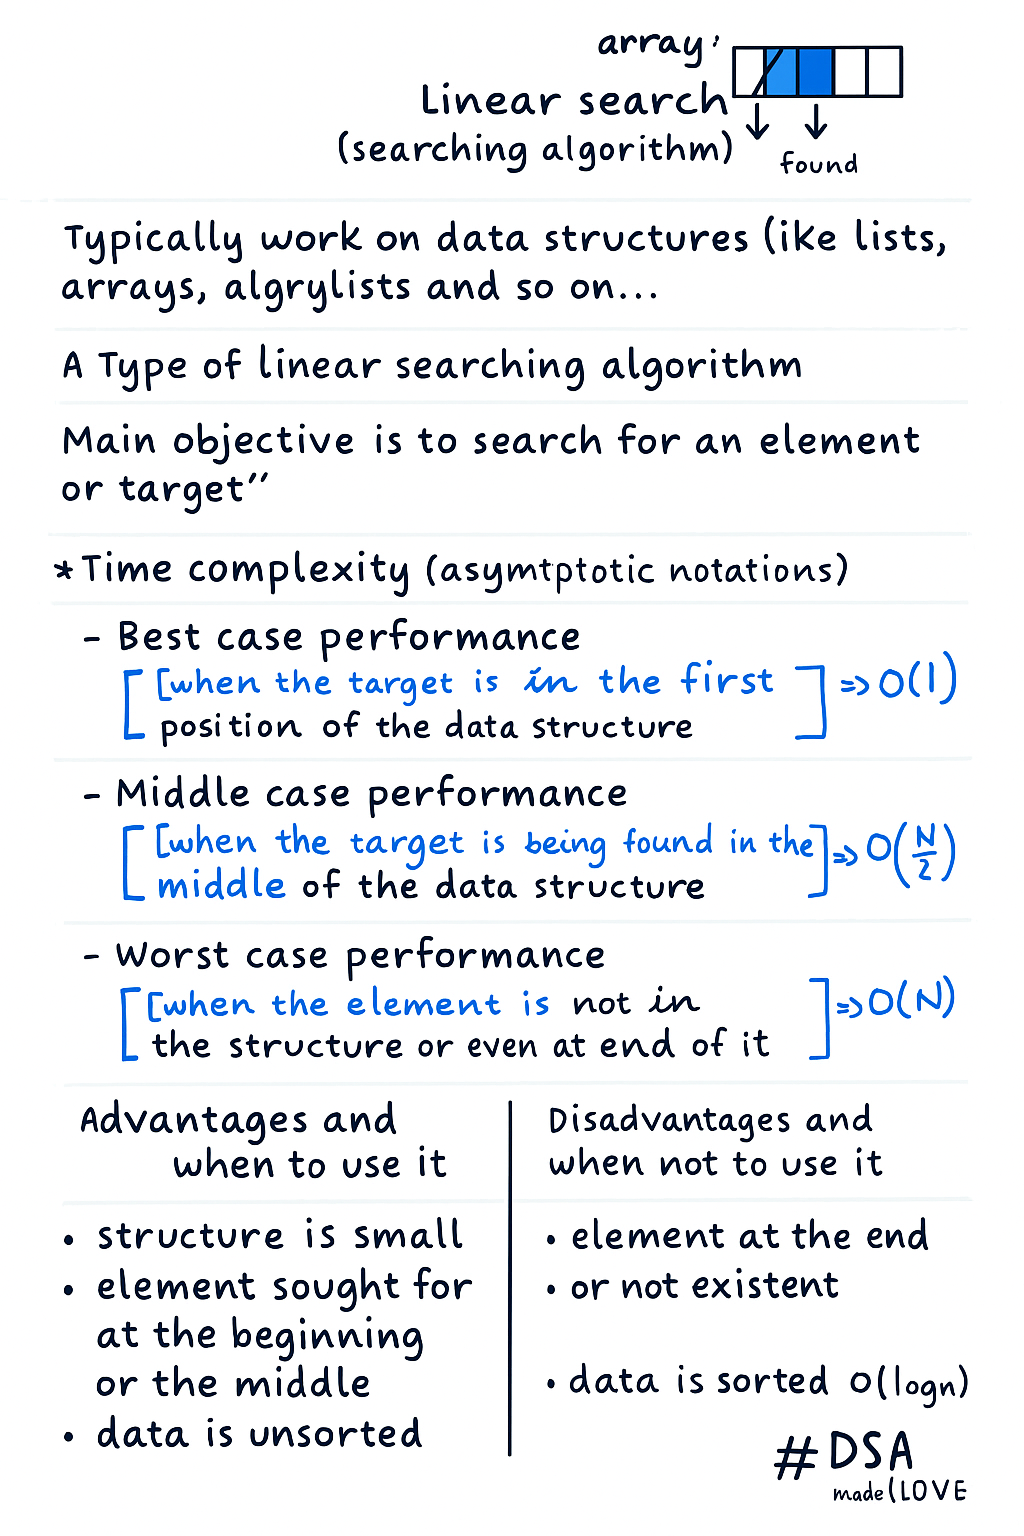 array:
Linear search
(searching algorithm)
found
Typically work on data structures (ike lists,
arrays, algrylists and so on...
A Type of linear searching algorithm
Main objective is to search for an element
or target”
* Time complexity (asymtptotic notations)
- Best case performance
[[when the target is in the first
position of the data structure] => O(1)
- Middle case performance
[[when the target is being found in the
middle of the data structure] => O(N/2)
- Worst case performance
[[when the element is not in
the structure or even at end of it] => O(N)
Advantages and
when to use it
• structure is small
• element sought for
at the beginning
or the middle
• data is unsorted
Disadvantages and
when not to use it
• element at the end
• or not existent
• data is sorted O(logn)
#DSA
made(LOVE